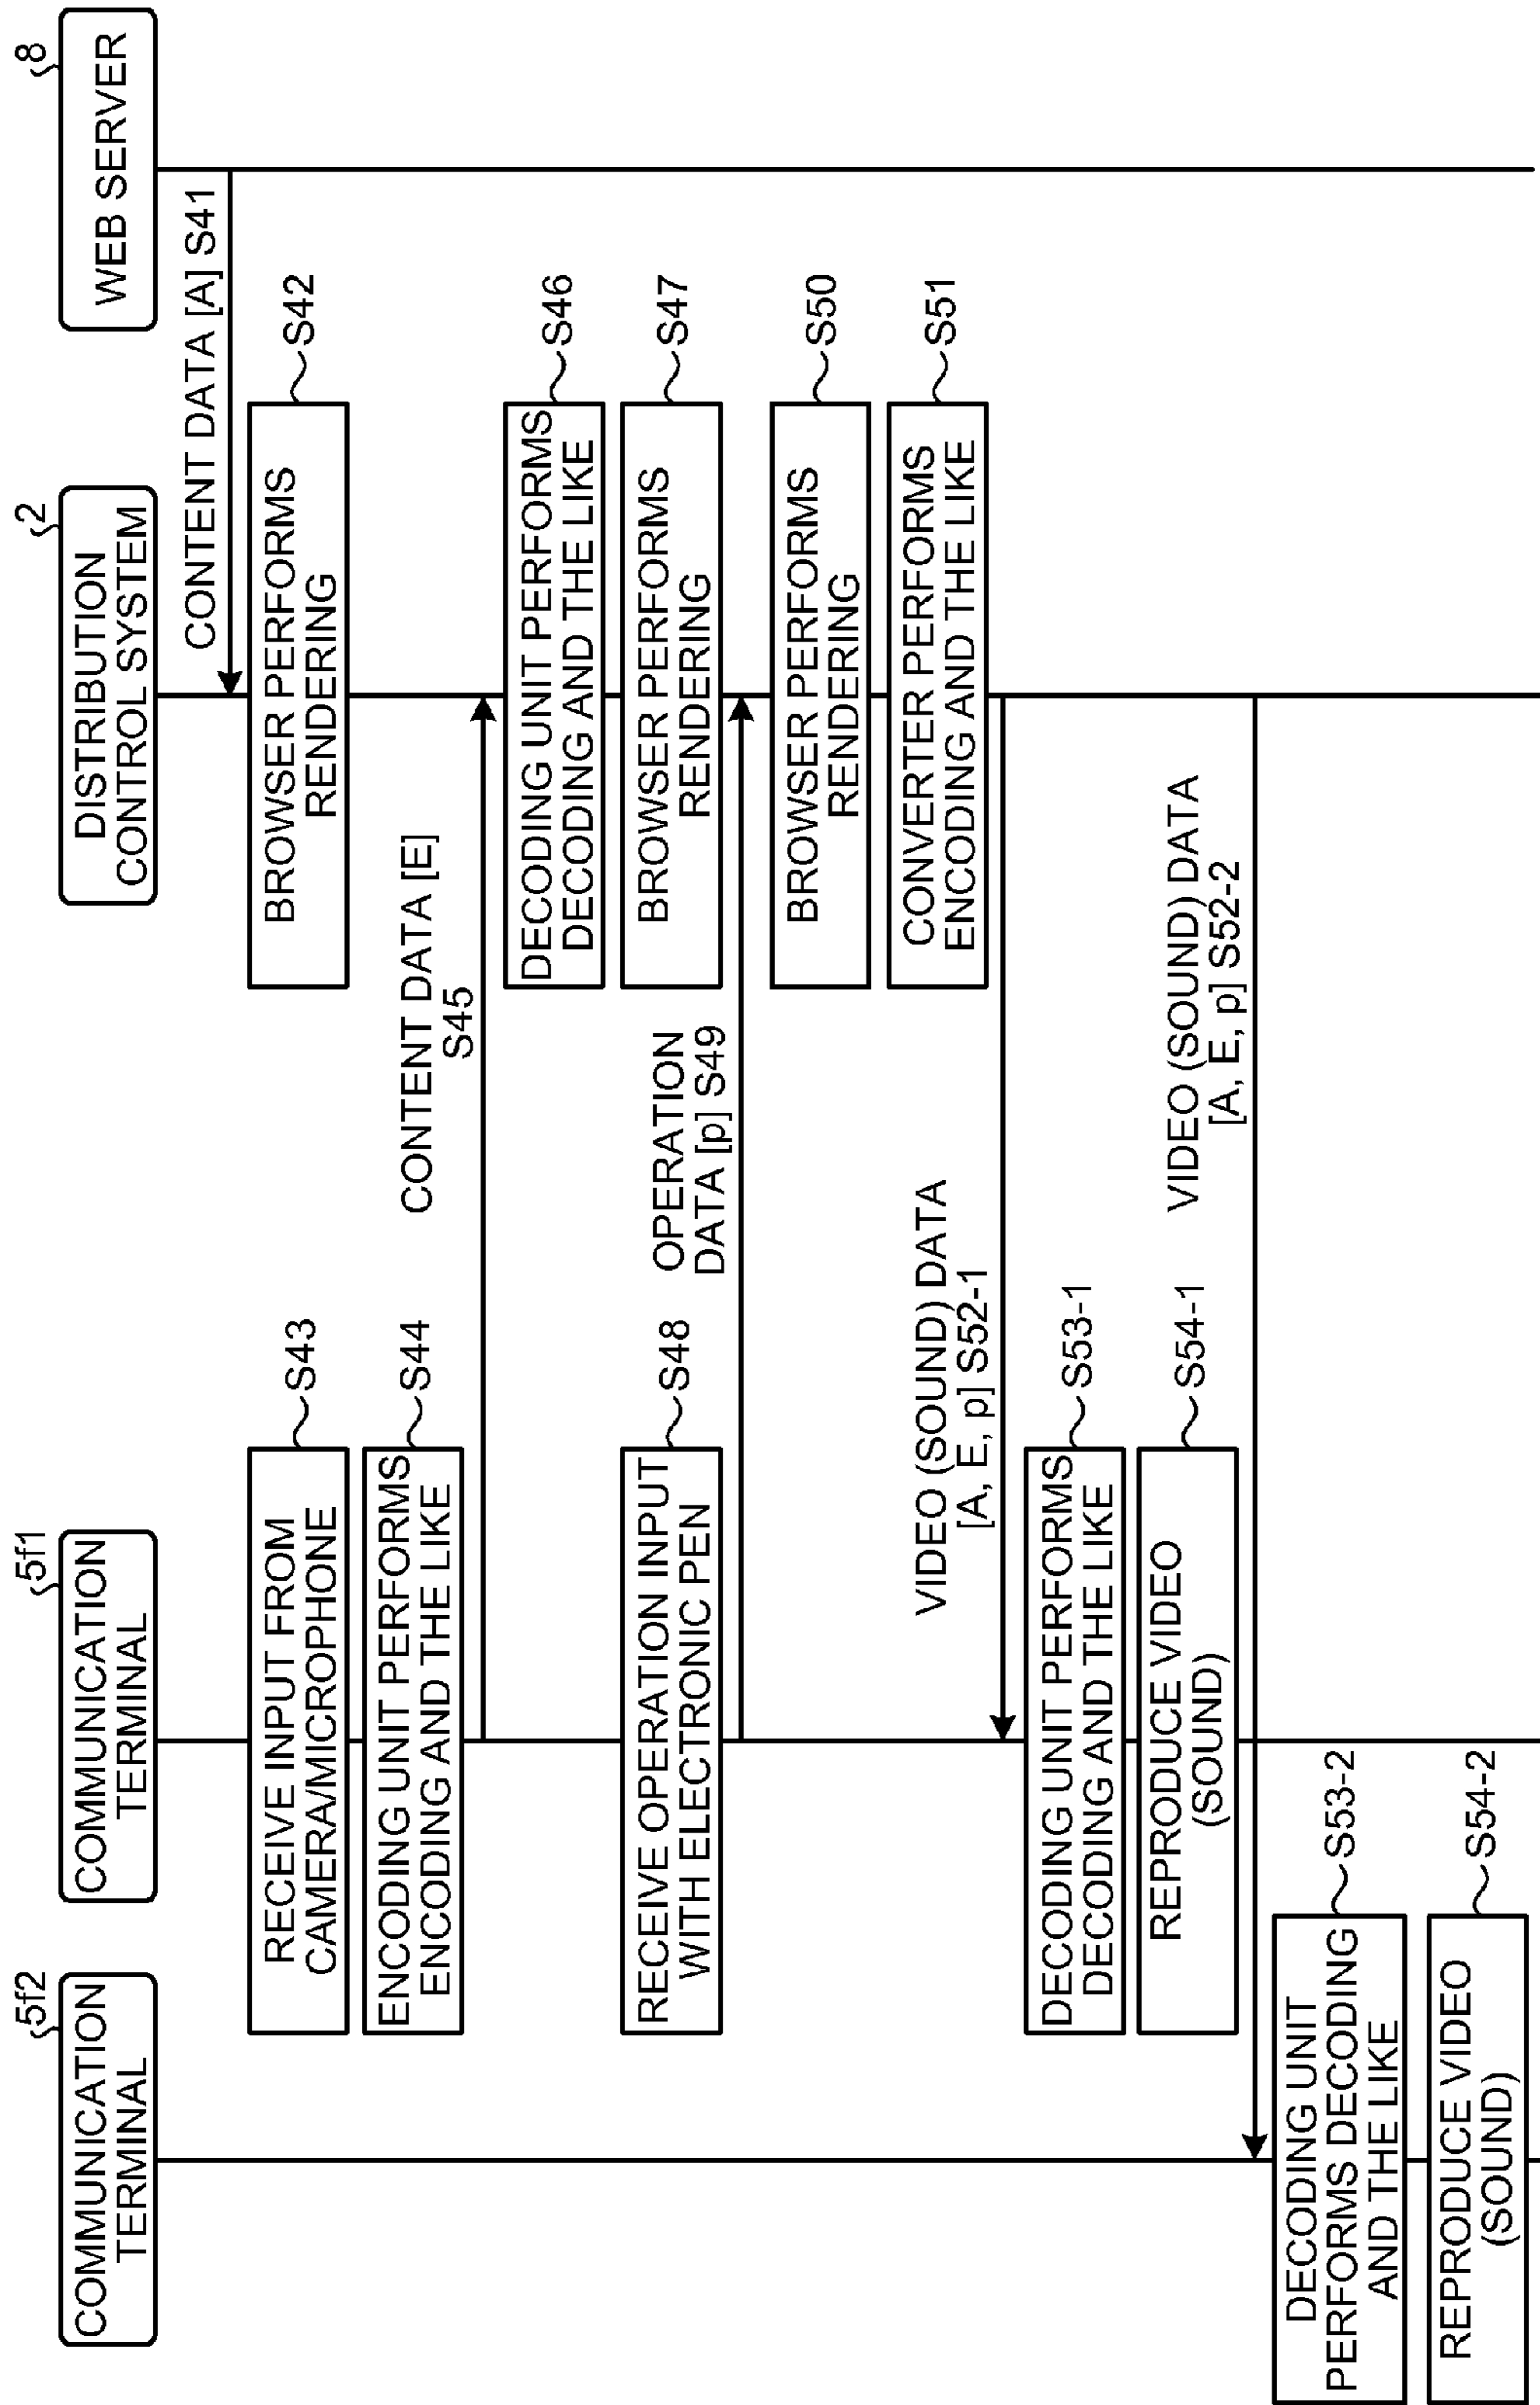 5f2
COMMUNICATION
TERMINAL
5f1
COMMUNICATION
TERMINAL
2
DISTRIBUTION
CONTROL SYSTEM
8
WEB SERVER
CONTENT DATA [A] S41
BROWSER PERFORMS
RENDERING
S42
RECEIVE INPUT FROM
CAMERA/MICROPHONE
S43
ENCODING UNIT PERFORMS
ENCODING AND THE LIKE
S44
CONTENT DATA [E]
S45
DECODING UNIT PERFORMS
DECODING AND THE LIKE
S46
BROWSER PERFORMS
RENDERING
S47
RECEIVE OPERATION INPUT
WITH ELECTRONIC PEN
S48
OPERATION
DATA [p] S49
BROWSER PERFORMS
RENDERING
S50
CONVERTER PERFORMS
ENCODING AND THE LIKE
S51
VIDEO (SOUND) DATA
[A, E, p] S52-1
DECODING UNIT PERFORMS
DECODING AND THE LIKE
S53-1
REPRODUCE VIDEO
(SOUND)
S54-1
VIDEO (SOUND) DATA
[A, E, p] S52-2
DECODING UNIT
PERFORMS DECODING
AND THE LIKE
S53-2
REPRODUCE VIDEO
(SOUND)
S54-2